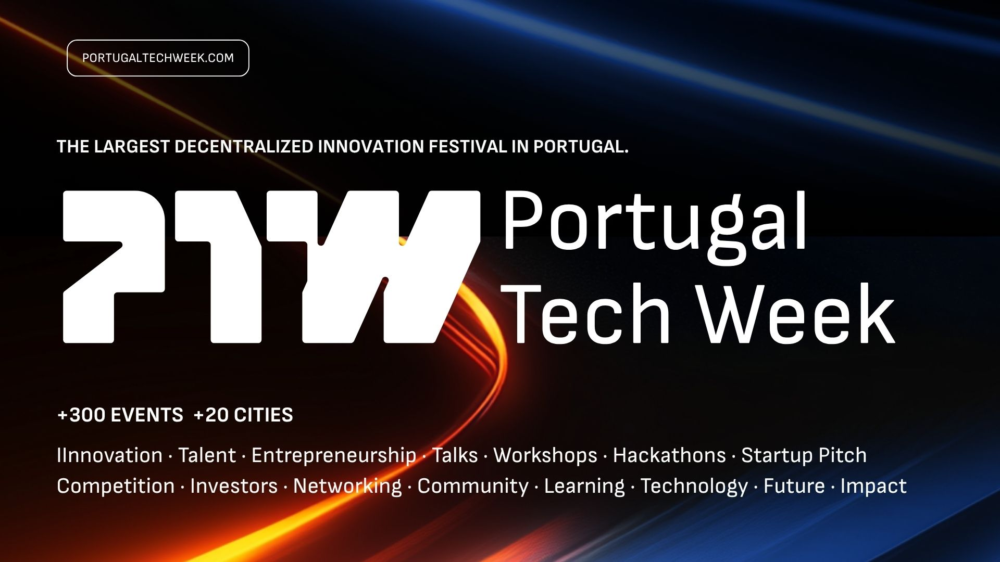 PORTUGALTECHWEEK.COM
THE LARGEST DECENTRALIZED INNOVATION FESTIVAL IN PORTUGAL.
PTW
Portugal
Tech Week
+300 EVENTS +20 CITIES
IInnovation · Talent · Entrepreneurship · Talks · Workshops · Hackathons · Startup Pitch
Competition · Investors · Networking · Community · Learning · Technology · Future · Impact